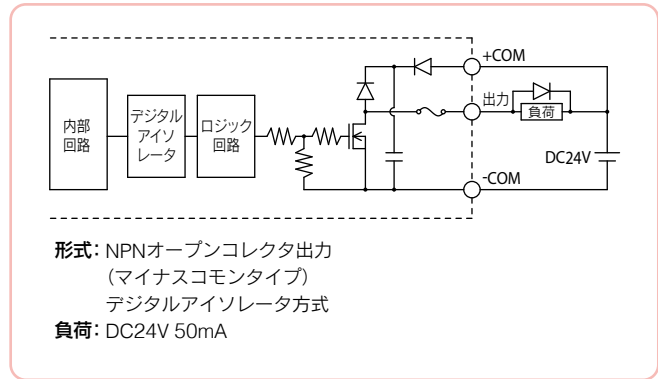 +COM
出力
負荷
DC24V
-COM
内部
回路
デジタル
アイソ
レータ
ロジック
回路
形式：NPNオープンコレクタ出力
（マイナスコモンタイプ）
デジタルアイソレータ方式
負荷：DC24V 50mA